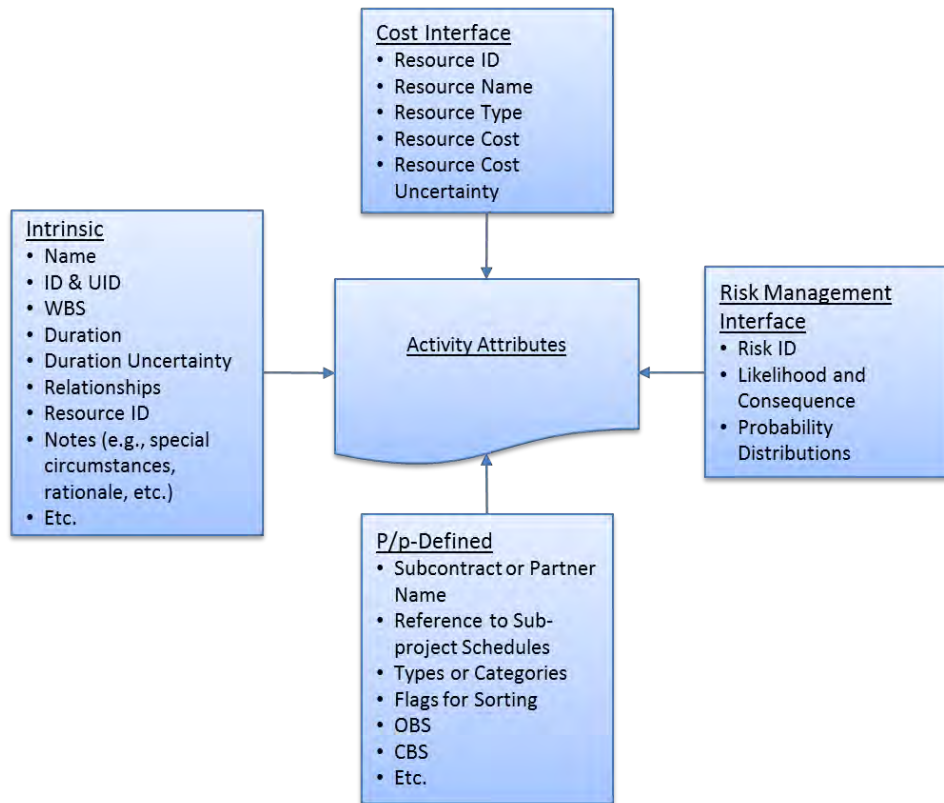 Cost Interface
• Resource ID
• Resource Name
• Resource Type
• Resource Cost
• Resource Cost
Uncertainty
Intrinsic
• Name
• ID & UID
• WBS
• Duration
• Duration Uncertainty
• Relationships
• Resource ID
• Notes (e.g., special
circumstances,
rationale, etc.)
• Etc.
Activity Attributes
Risk Management
Interface
• Risk ID
• Likelihood and
Consequence
• Probability
Distributions
P/p-Defined
• Subcontract or Partner
Name
• Reference to Sub-
project Schedules
• Types or Categories
• Flags for Sorting
• OBS
• CBS
• Etc.